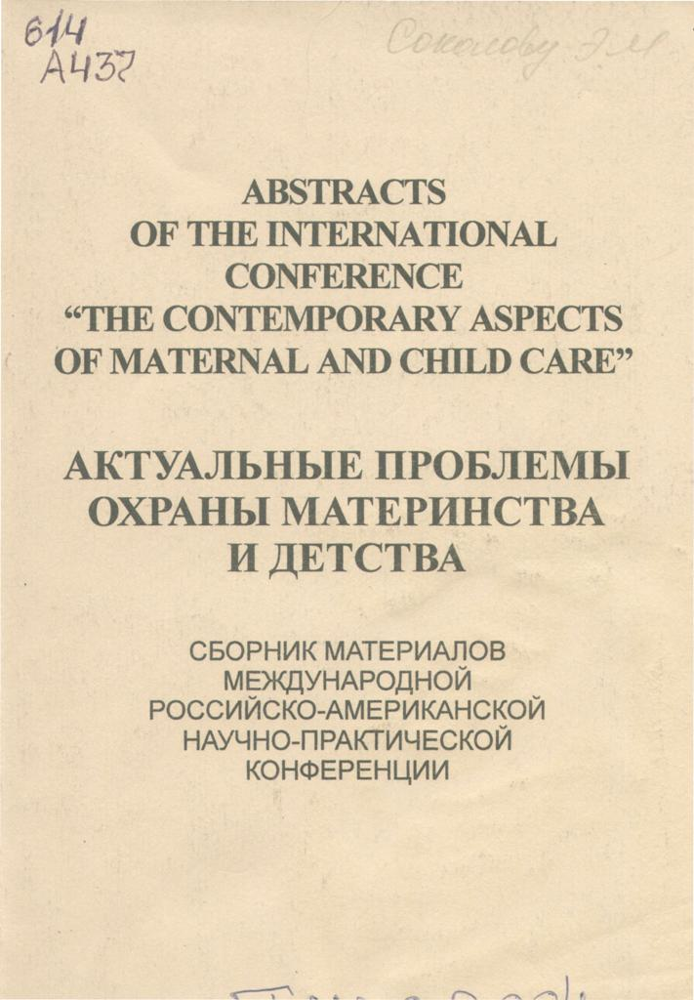 614
А437
Соколову Э.М
ABSTRACTS
OF THE INTERNATIONAL
CONFERENCE
“THE CONTEMPORARY ASPECTS
OF MATERNAL AND CHILD CARE”
АКТУАЛЬНЫЕ ПРОБЛЕМЫ
ОХРАНЫ МАТЕРИНСТВА
И ДЕТСТВА
СБОРНИК МАТЕРИАЛОВ
МЕЖДУНАРОДНОЙ
РОССИЙСКО-АМЕРИКАНСКОЙ
НАУЧНО-ПРАКТИЧЕСКОЙ
КОНФЕРЕНЦИИ